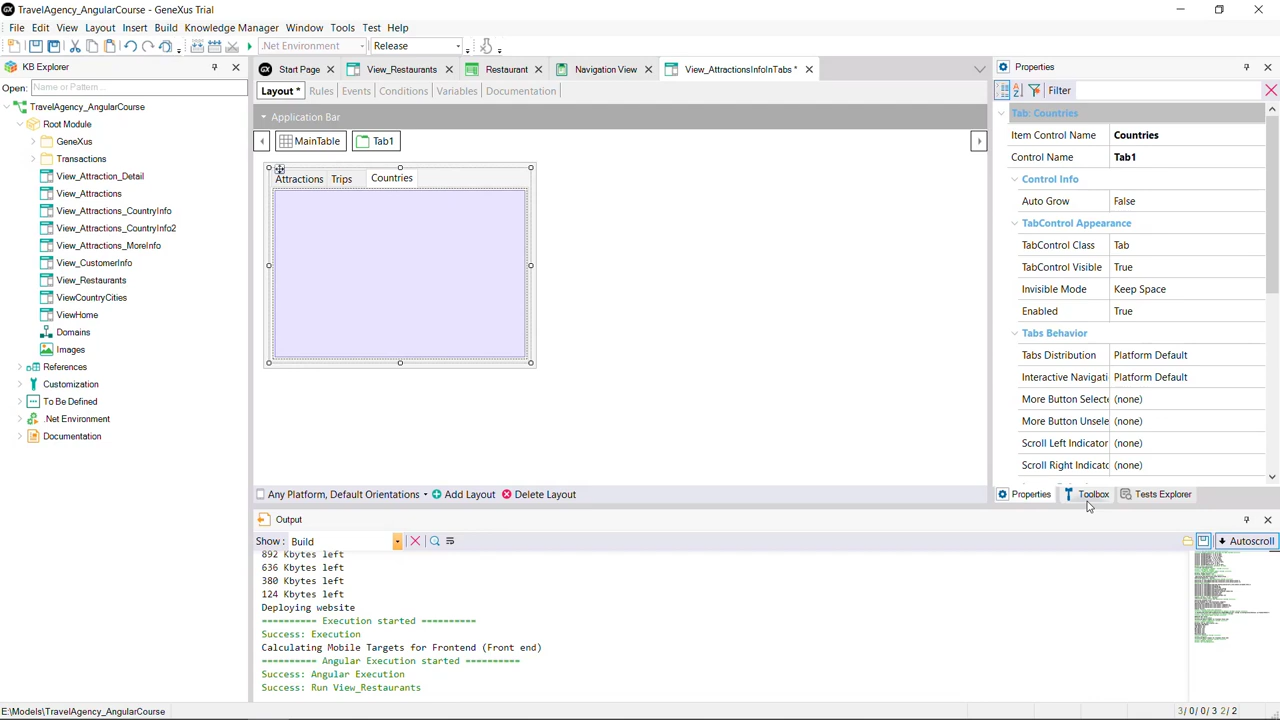 TravelAgency_AngularCourse - GeneXus Trial
File Edit View Layout Insert Build Knowledge Manager Window Tools Test Help
.Net Environment Release
KB Explorer
Open: Name or Pattern...
TravelAgency_AngularCourse
Root Module
GeneXus
Transactions
View_Attraction_Detail
View_Attractions
View_Attractions_CountryInfo
View_Attractions_CountryInfo2
View_Attractions_MoreInfo
View_CustomerInfo
View_Restaurants
ViewCountryCities
ViewHome
Domains
Images
References
Customization
To Be Defined
.Net Environment
Documentation
Start Page View_Restaurants Restaurant Navigation View View_AttractionsInfoInTabs *
Layout * Rules Events Conditions Variables Documentation
Application Bar
MainTable Tab1
Attractions Trips Countries
Any Platform, Default Orientations Add Layout Delete Layout
Properties
Filter
Tab: Countries
Item Control Name Countries
Control Name Tab1
Control Info
Auto Grow False
TabControl Appearance
TabControl Class Tab
TabControl Visible True
Invisible Mode Keep Space
Enabled True
Tabs Behavior
Tabs Distribution Platform Default
Interactive Navigati Platform Default
More Button Selecte (none)
More Button Unsele (none)
Scroll Left Indicator (none)
Scroll Right Indicato (none)
Properties Toolbox Tests Explorer
Output
Show: Build Autoscroll
892 Kbytes left
636 Kbytes left
380 Kbytes left
124 Kbytes left
Deploying website
========== Execution started ==========
Success: Execution
Calculating Mobile Targets for Frontend (Front end)
========== Angular Execution started ==========
Success: Angular Execution
Success: Run View_Restaurants
E:\Models\TravelAgency_AngularCourse 3/ 0/ 0/ 3 2/ 2